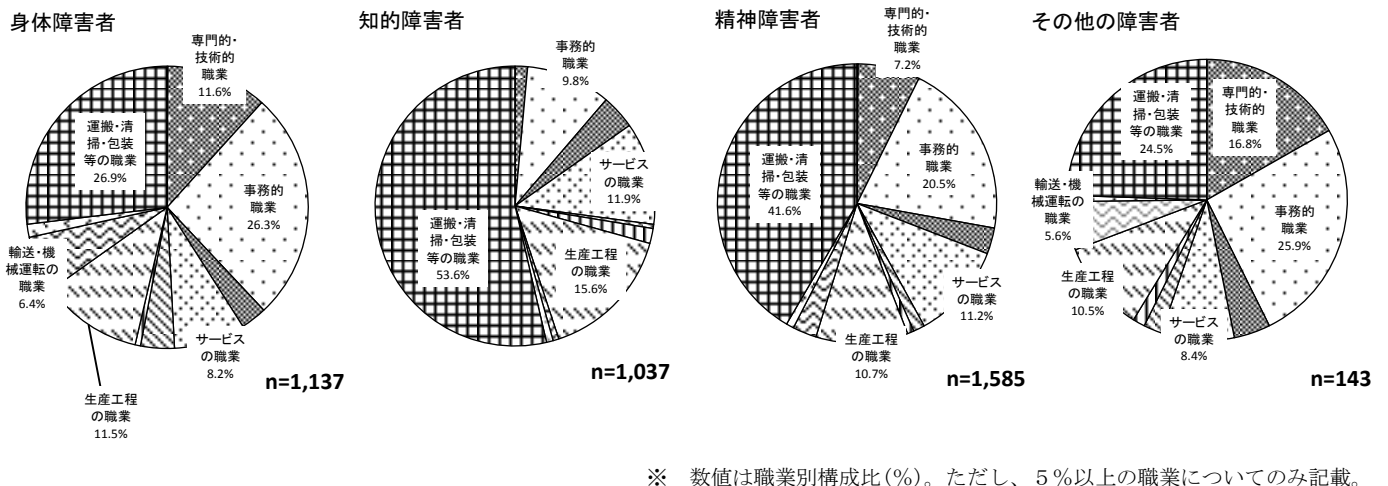 身体障害者
専門的・
技術的
職業
11.6%
事務的
職業
26.3%
サービス
の職業
8.2%
生産工程
の職業
11.5%
輸送・機
械運転の
職業
6.4%
運搬・清
掃・包装
等の職業
26.9%
n=1,137
知的障害者
事務的
職業
9.8%
サービス
の職業
11.9%
生産工程
の職業
15.6%
運搬・清
掃・包装
等の職業
53.6%
n=1,037
精神障害者
専門的・
技術的
職業
7.2%
事務的
職業
20.5%
サービス
の職業
11.2%
生産工程
の職業
10.7%
運搬・清
掃・包装
等の職業
41.6%
n=1,585
その他の障害者
専門的・
技術的
職業
16.8%
事務的
職業
25.9%
サービス
の職業
8.4%
生産工程
の職業
10.5%
輸送・機
械運転の
職業
5.6%
運搬・清
掃・包装
等の職業
24.5%
n=143
※ 数値は職業別構成比(%)。ただし、５%以上の職業についてのみ記載。